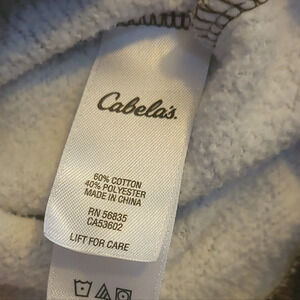 Cabela's
60% COTTON
40% POLYESTER
MADE IN CHINA
RN 56835
CA53602
LIFT FOR CARE